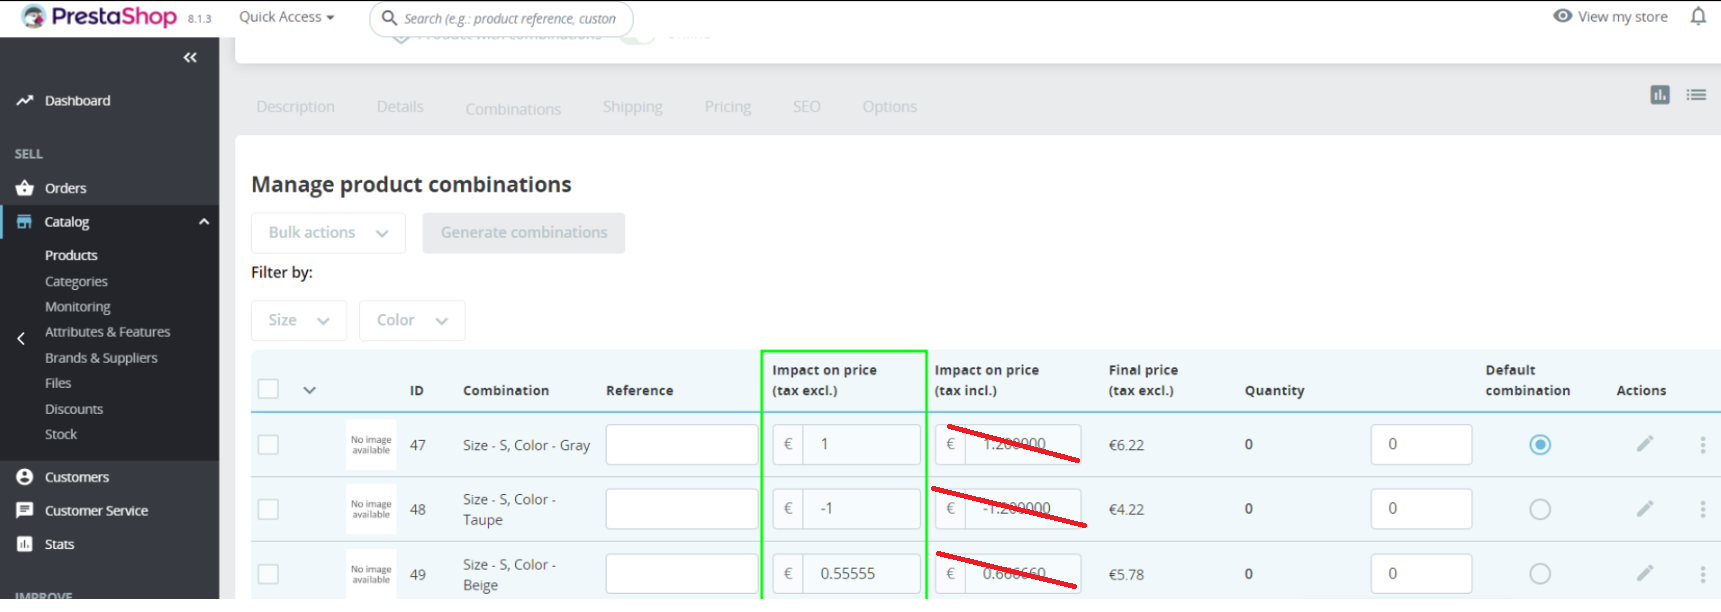 PrestaShop 8.1.3 Quick Access Search (e.g.: product reference, custon View my store
Product with combinations
Dashboard
Description Details Combinations Shipping Pricing SEO Options
SELL
Orders
Catalog
Products
Categories
Monitoring
Attributes & Features
Brands & Suppliers
Files
Discounts
Stock
Customers
Customer Service
Stats
IMPROVE
Manage product combinations
Bulk actions Generate combinations
Filter by:
Size Color
ID Combination Reference Impact on price (tax excl.) Impact on price (tax incl.) Final price (tax excl.) Quantity Default combination Actions
No image available 47 Size - S, Color - Gray € 1 € 1.200000 €6.22 0 0
No image available 48 Size - S, Color - Taupe € -1 € -1.200000 €4.22 0 0
No image available 49 Size - S, Color - Beige € 0.55555 € 0.666660 €5.78 0 0